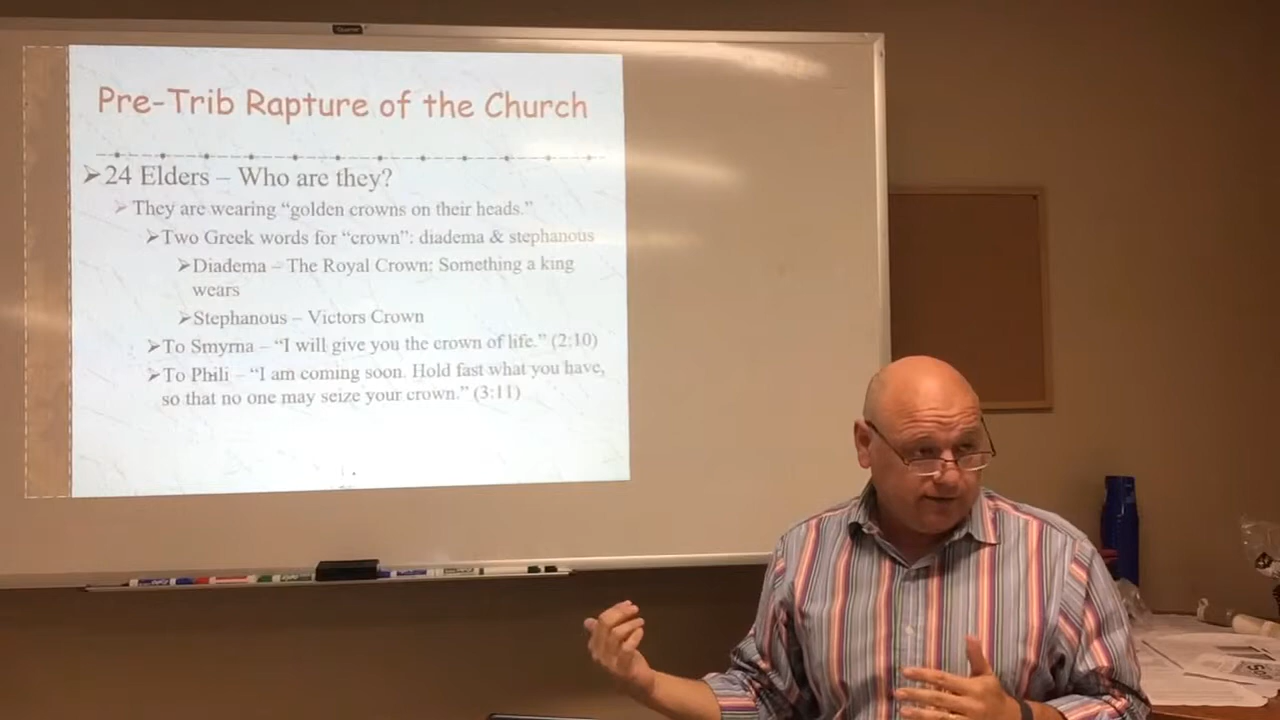 Pre-Trib Rapture of the Church
➢24 Elders – Who are they?
➢They are wearing “golden crowns on their heads.”
➢Two Greek words for “crown”: diadema & stephanous
➢Diadema – The Royal Crown: Something a king
wears
➢Stephanous – Victors Crown
➢To Smyrna – “I will give you the crown of life.” (2:10)
➢To Phili – “I am coming soon. Hold fast what you have,
so that no one may seize your crown.” (3:11)